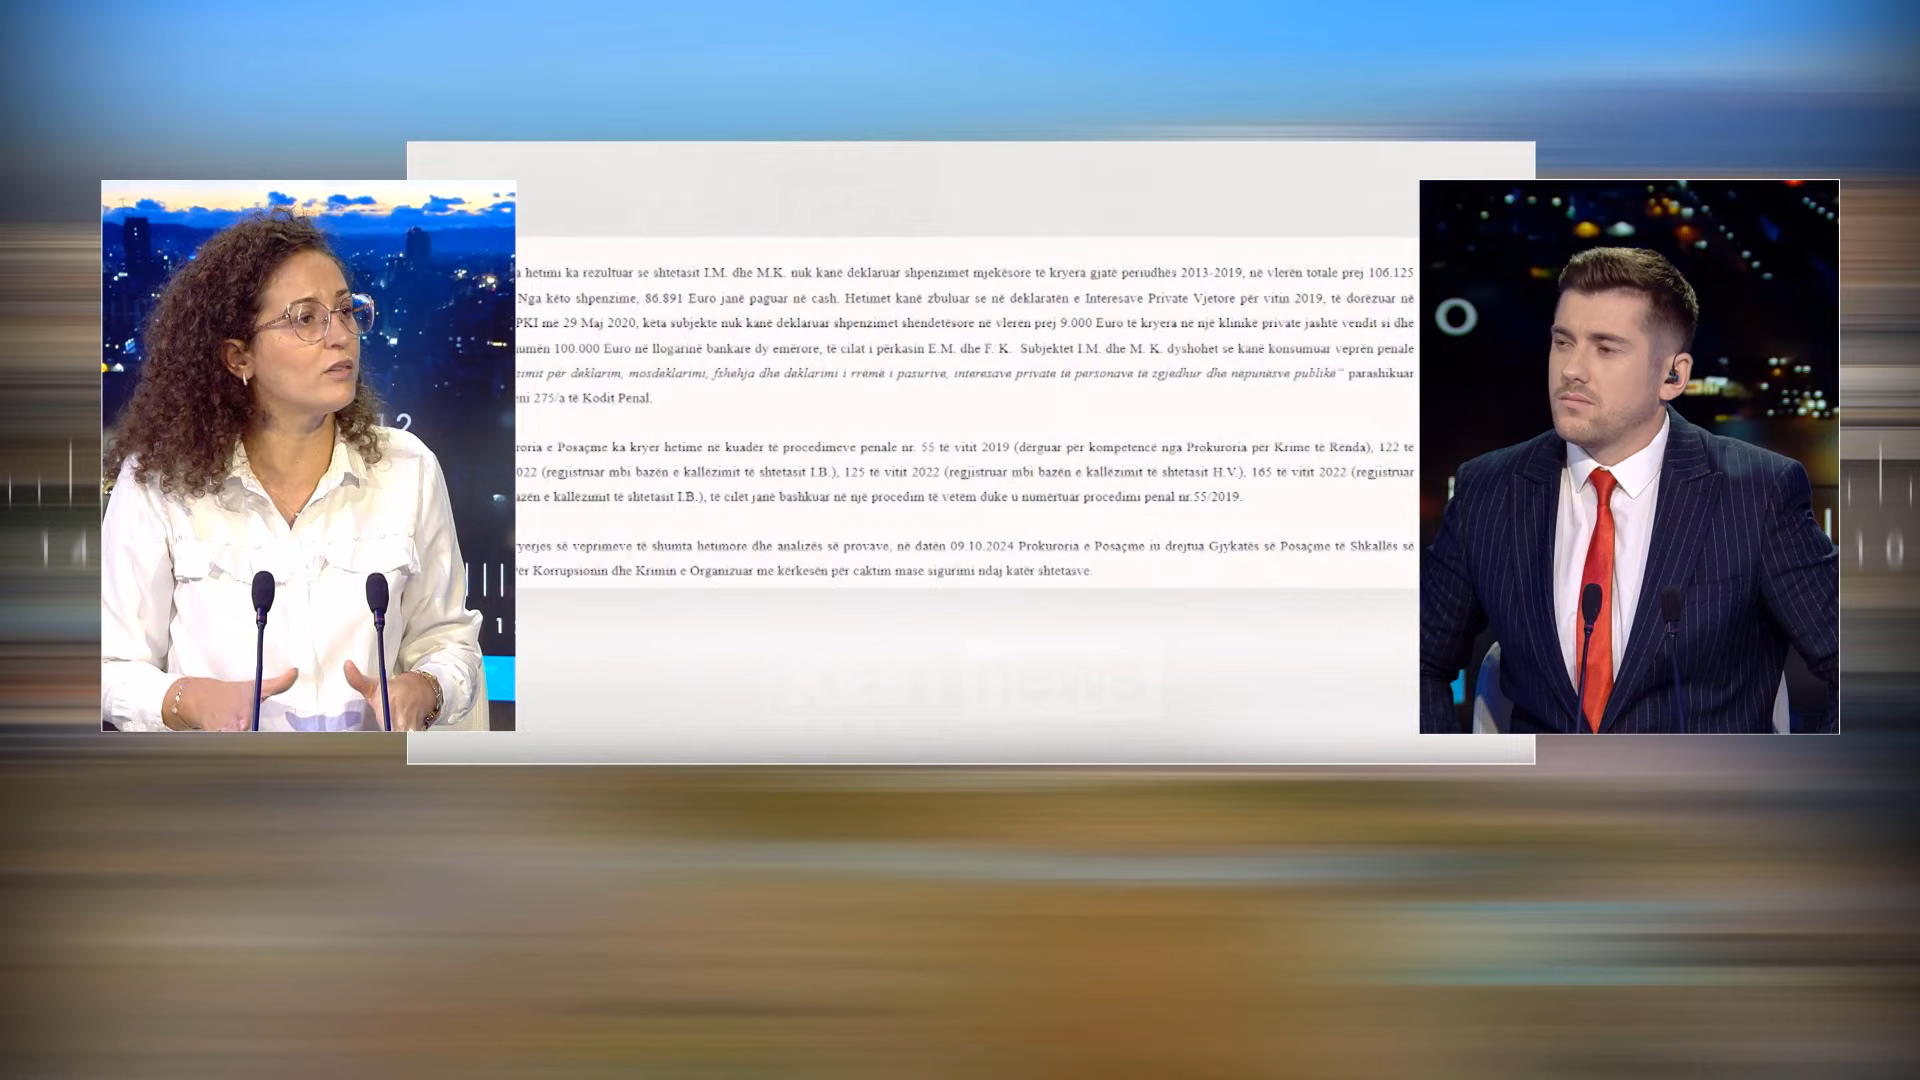 a hetimi ka rezultuar se shtetasit I.M. dhe M.K. nuk kanë deklaruar shpenzimet mjekësore të kryera gjatë periudhës 2013-2019, në vlerën totale prej 106.125
Nga këto shpenzime, 86.891 Euro janë paguar në cash. Hetimet kanë zbuluar se në deklaratën e Interesave Private Vjetore për vitin 2019, të dorëzuar në
PKI më 29 Maj 2020, këta subjekte nuk kanë deklaruar shpenzimet shëndetësore në vlerën prej 9.000 Euro të kryera në një klinikë private jashtë vendit si dhe
umën 100.000 Euro në llogarinë bankare dy emërore, të cilat i përkasin E.M. dhe F. K. Subjektet I.M. dhe M. K. dyshohet se kanë konsumuar veprën penale
zimit për deklarim, mosdeklarimi, fshehja dhe deklarimi i rremë i pasurive, interesave private të personave të zgjedhur dhe nëpunësve publikë" parashikuar
ni 275/a të Kodit Penal.
roria e Posaçme ka kryer hetime në kuadër të procedimeve penale nr. 55 të vitit 2019 (dërguar për kompetencë nga Prokuroria për Krime të Rënda), 122 të
022 (regjistruar mbi bazën e kallëzimit të shtetasit I.B.), 125 të vitit 2022 (regjistruar mbi bazën e kallëzimit të shtetasit H.V.), 165 të vitit 2022 (regjistruar
azën e kallëzimit të shtetasit I.B.), të cilët janë bashkuar në një procedim të vetëm duke u numërtuar procedimi penal nr.55/2019.
yerjes së veprimeve të shumta hetimore dhe analizës së provave, në datën 09.10.2024 Prokuroria e Posaçme iu drejtua Gjykatës së Posaçme të Shkallës së
ër Korrupsionin dhe Krimin e Organizuar me kërkesën për caktim mase sigurimi ndaj katër shtetasve.